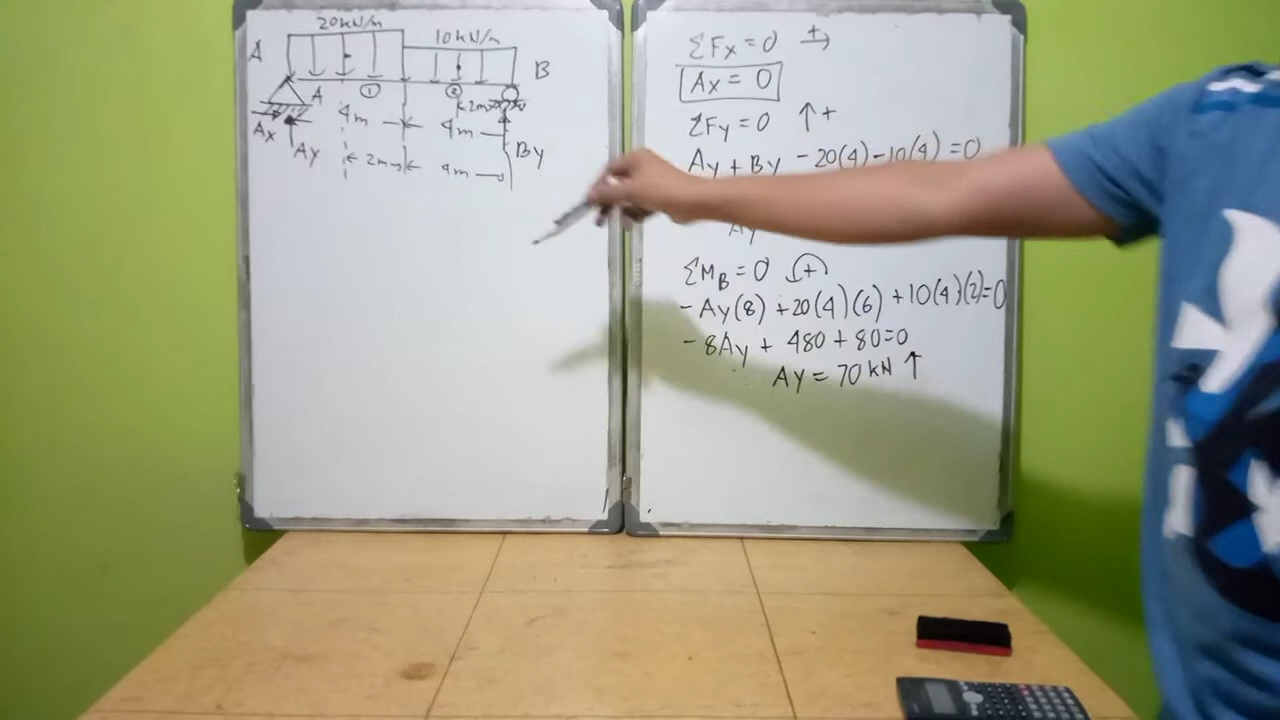 20kN/m
10kN/m
A
B
A
1
2
2m
Ax
4m
4m
Ay
By
2m
4m
ΣFx = 0 +→
Ax = 0
ΣFy = 0 ↑+
Ay + By - 20(4) - 10(4) = 0
Ay
ΣM_B = 0 (+)
- Ay(8) + 20(4)(6) + 10(4)(2) = 0
- 8Ay + 480 + 80 = 0
Ay = 70 kN ↑